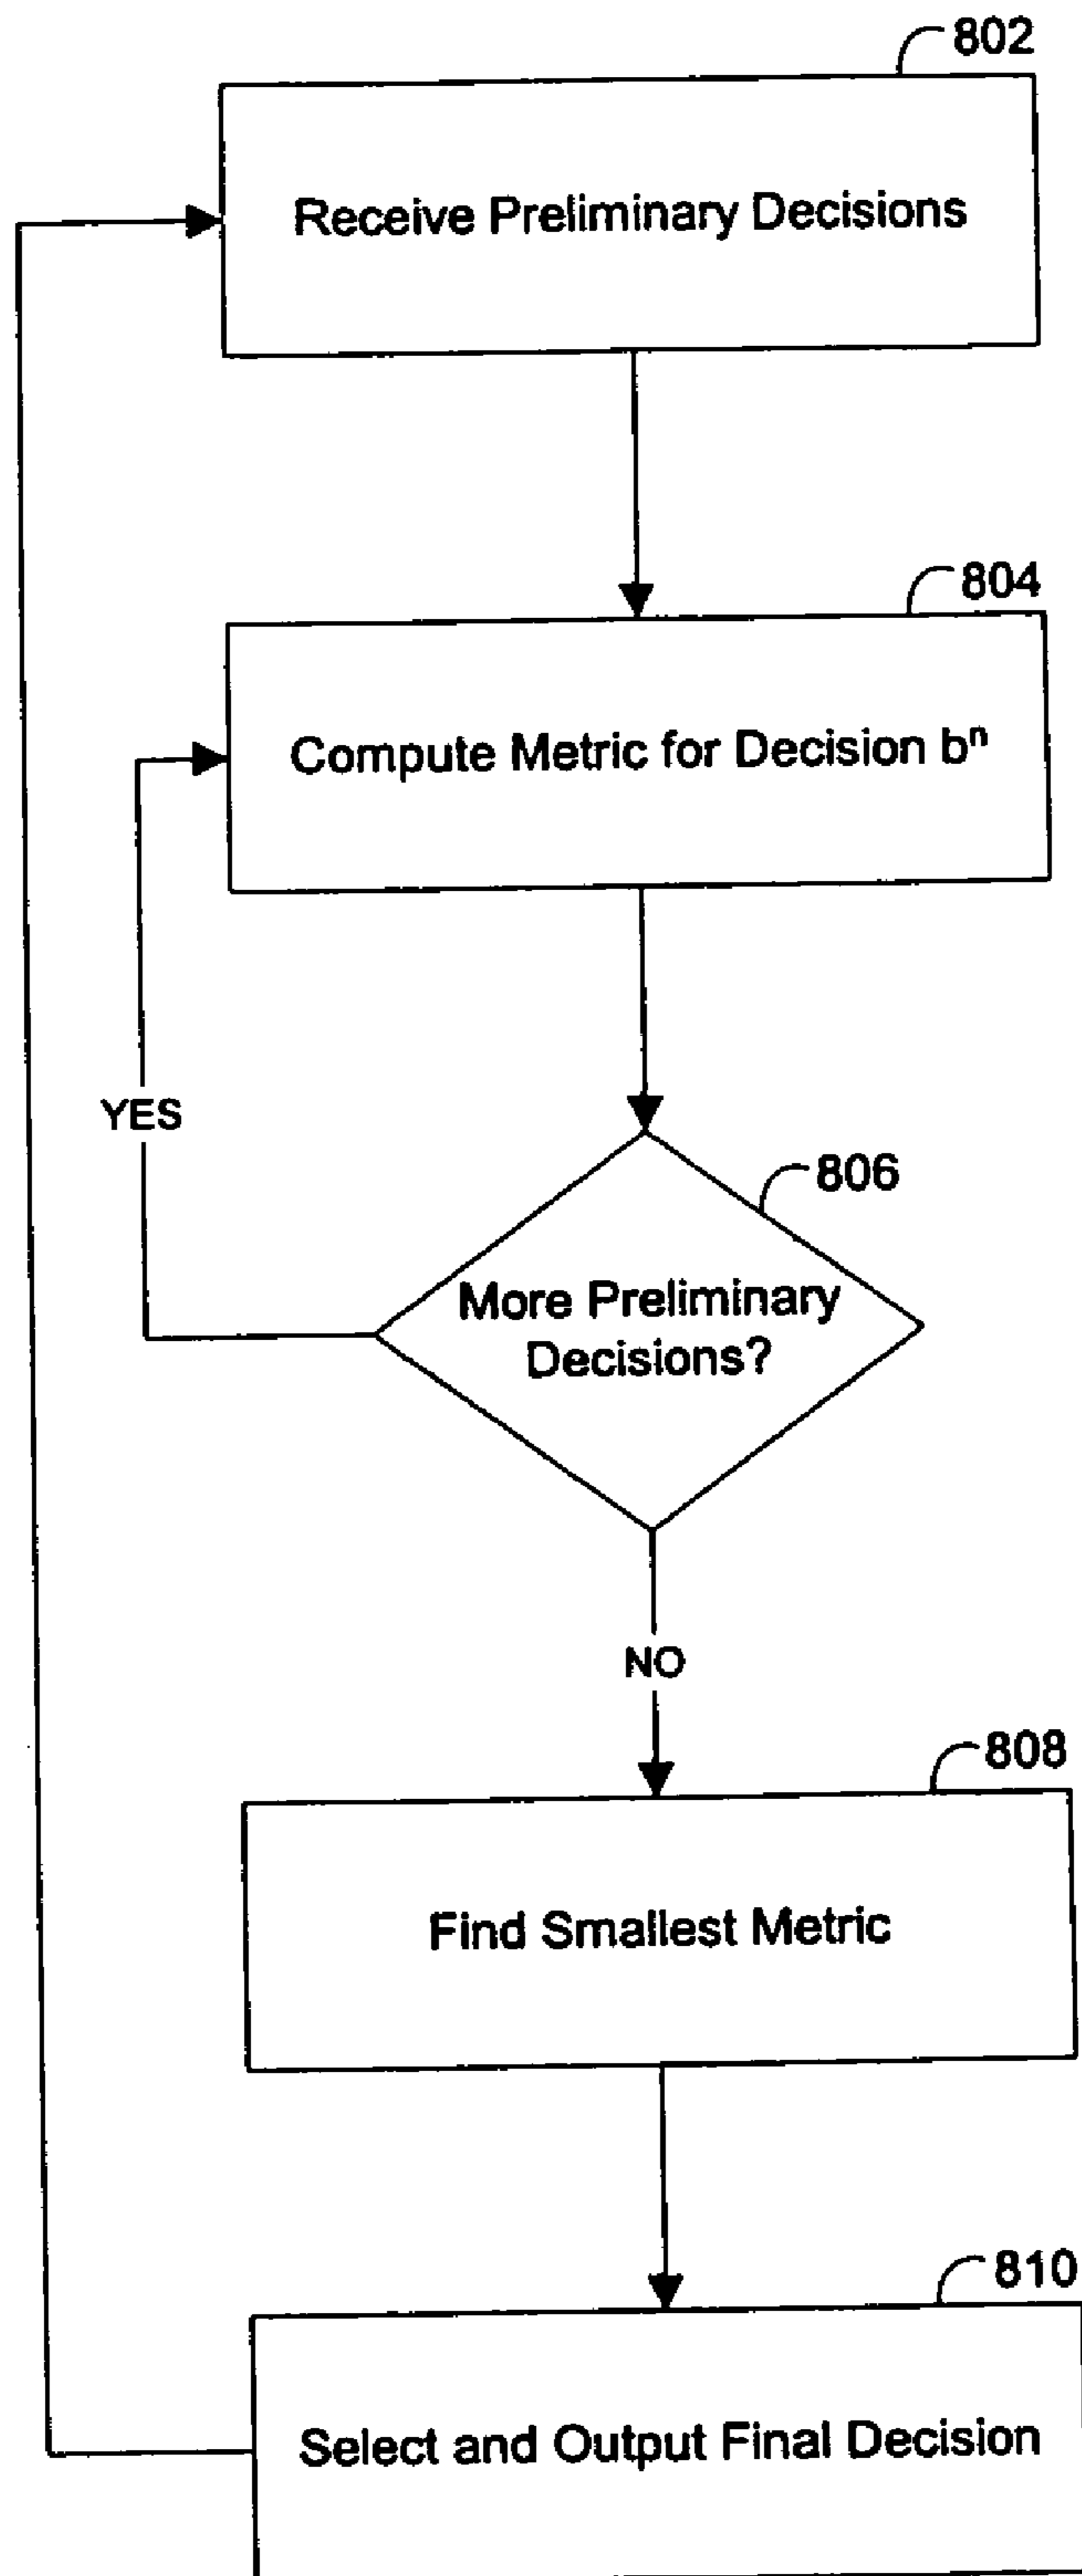 802
Receive Preliminary Decisions
804
Compute Metric for Decision bⁿ
YES
806
More Preliminary
Decisions?
NO
808
Find Smallest Metric
810
Select and Output Final Decision